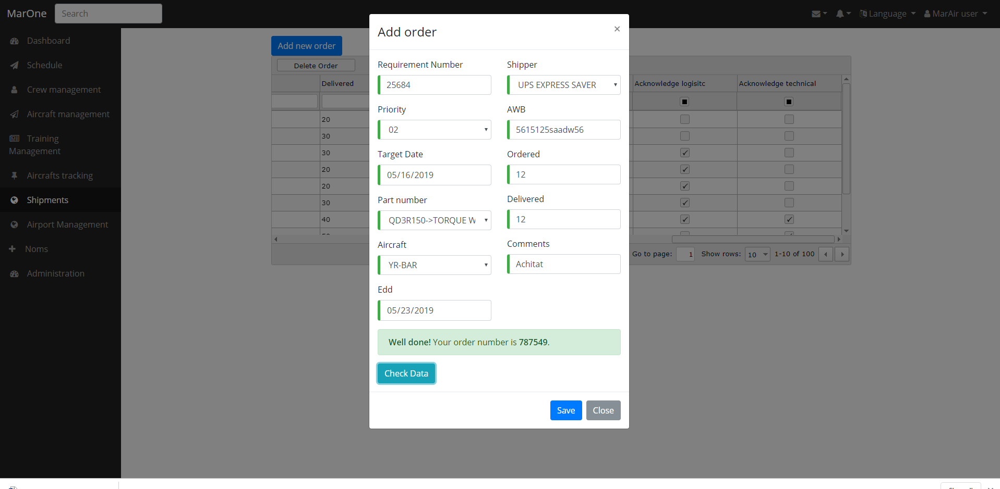 MarOne
Search
Language
MarAir user
Dashboard
Schedule
Crew management
Aircraft management
Training
Management
Aircrafts tracking
Shipments
Airport Management
Noms
Administration
Add new order
Delete Order
Delivered
20
30
30
20
20
30
40
Acknowledge logisitc
Acknowledge technical
Go to page:
1
Show rows:
10
1-10 of 100
Add order
×
Requirement Number
25684
Shipper
UPS EXPRESS SAVER
Priority
02
AWB
5615125saadw56
Target Date
05/16/2019
Ordered
12
Part number
QD3R150->TORQUE W
Delivered
12
Aircraft
YR-BAR
Comments
Achitat
Edd
05/23/2019
Well done! Your order number is 787549.
Check Data
Save
Close